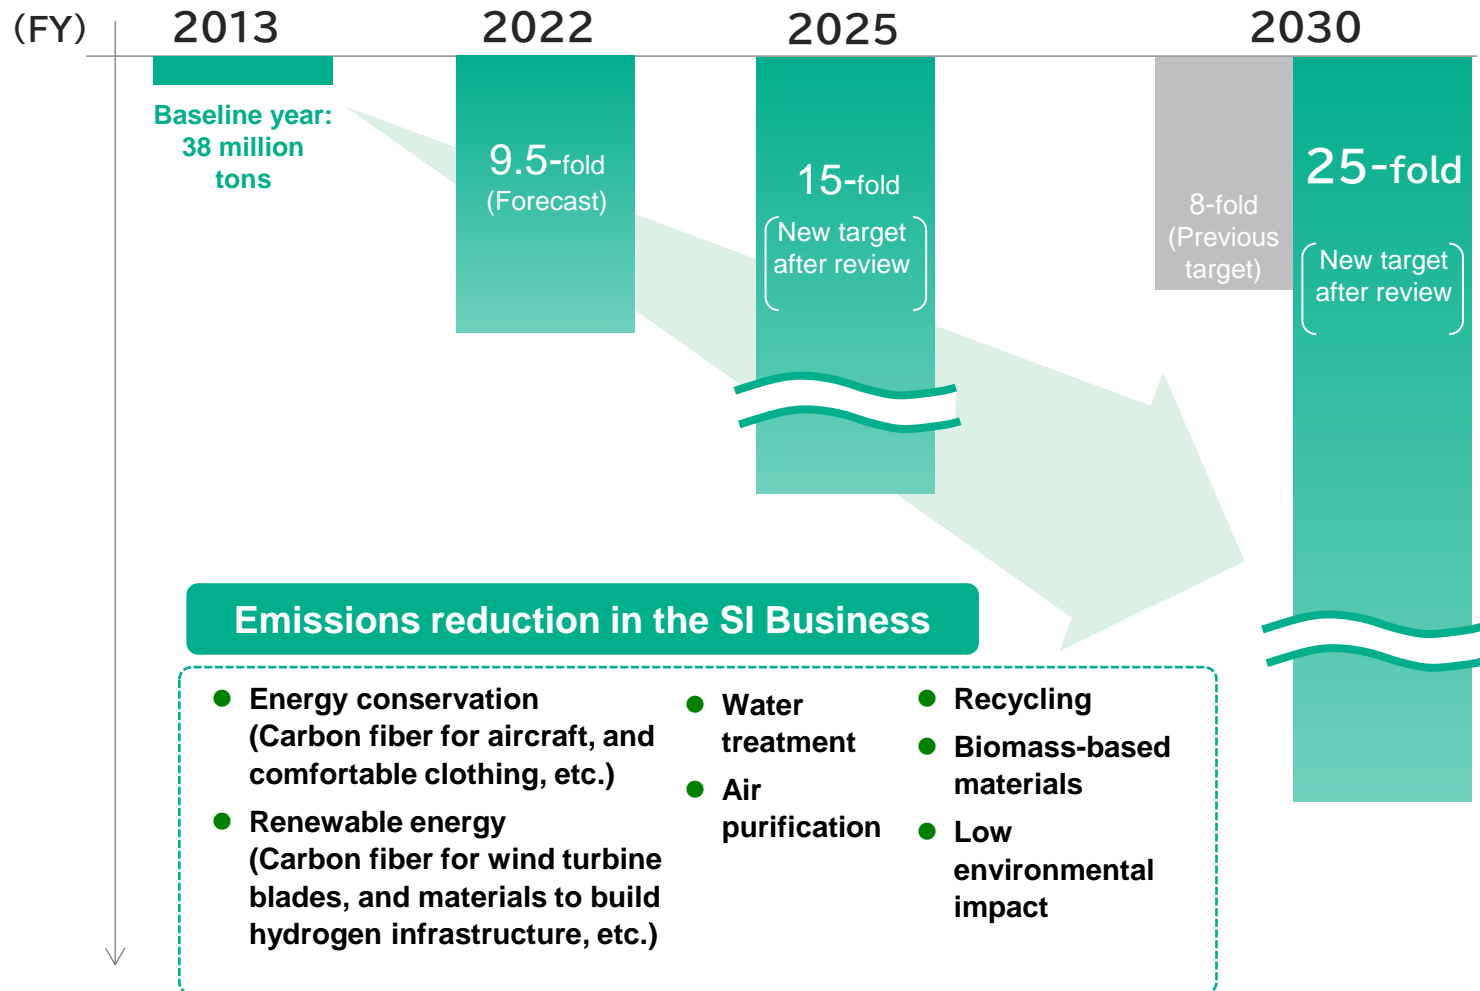 (FY)
2013
2022
2025
2030
Baseline year:
38 million
tons
9.5-fold
(Forecast)
15-fold
New target
after review
8-fold
(Previous
target)
25-fold
New target
after review
Emissions reduction in the SI Business
● Energy conservation
(Carbon fiber for aircraft, and
comfortable clothing, etc.)
● Renewable energy
(Carbon fiber for wind turbine
blades, and materials to build
hydrogen infrastructure, etc.)
● Water
treatment
● Air
purification
● Recycling
● Biomass-based
materials
● Low
environmental
impact